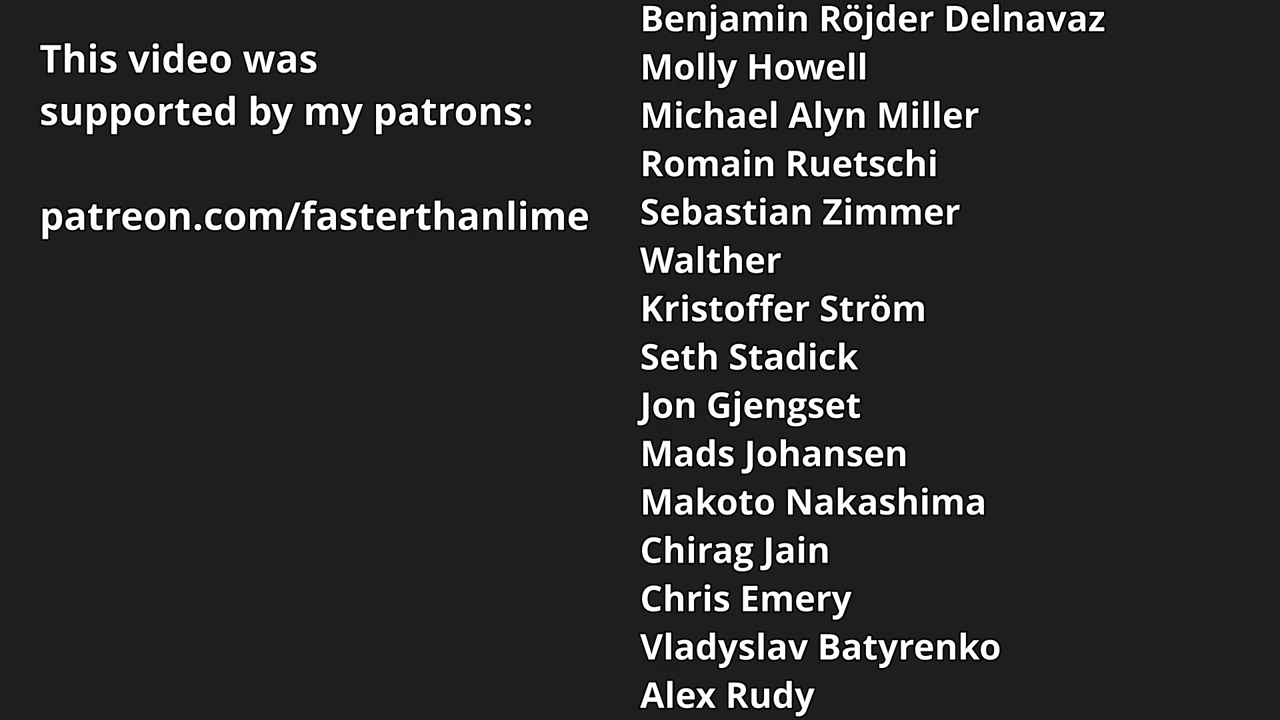 This video was
supported by my patrons:
patreon.com/fasterthanlime
Benjamin Röjder Delnavaz
Molly Howell
Michael Alyn Miller
Romain Ruetschi
Sebastian Zimmer
Walther
Kristoffer Ström
Seth Stadick
Jon Gjengset
Mads Johansen
Makoto Nakashima
Chirag Jain
Chris Emery
Vladyslav Batyrenko
Alex Rudy